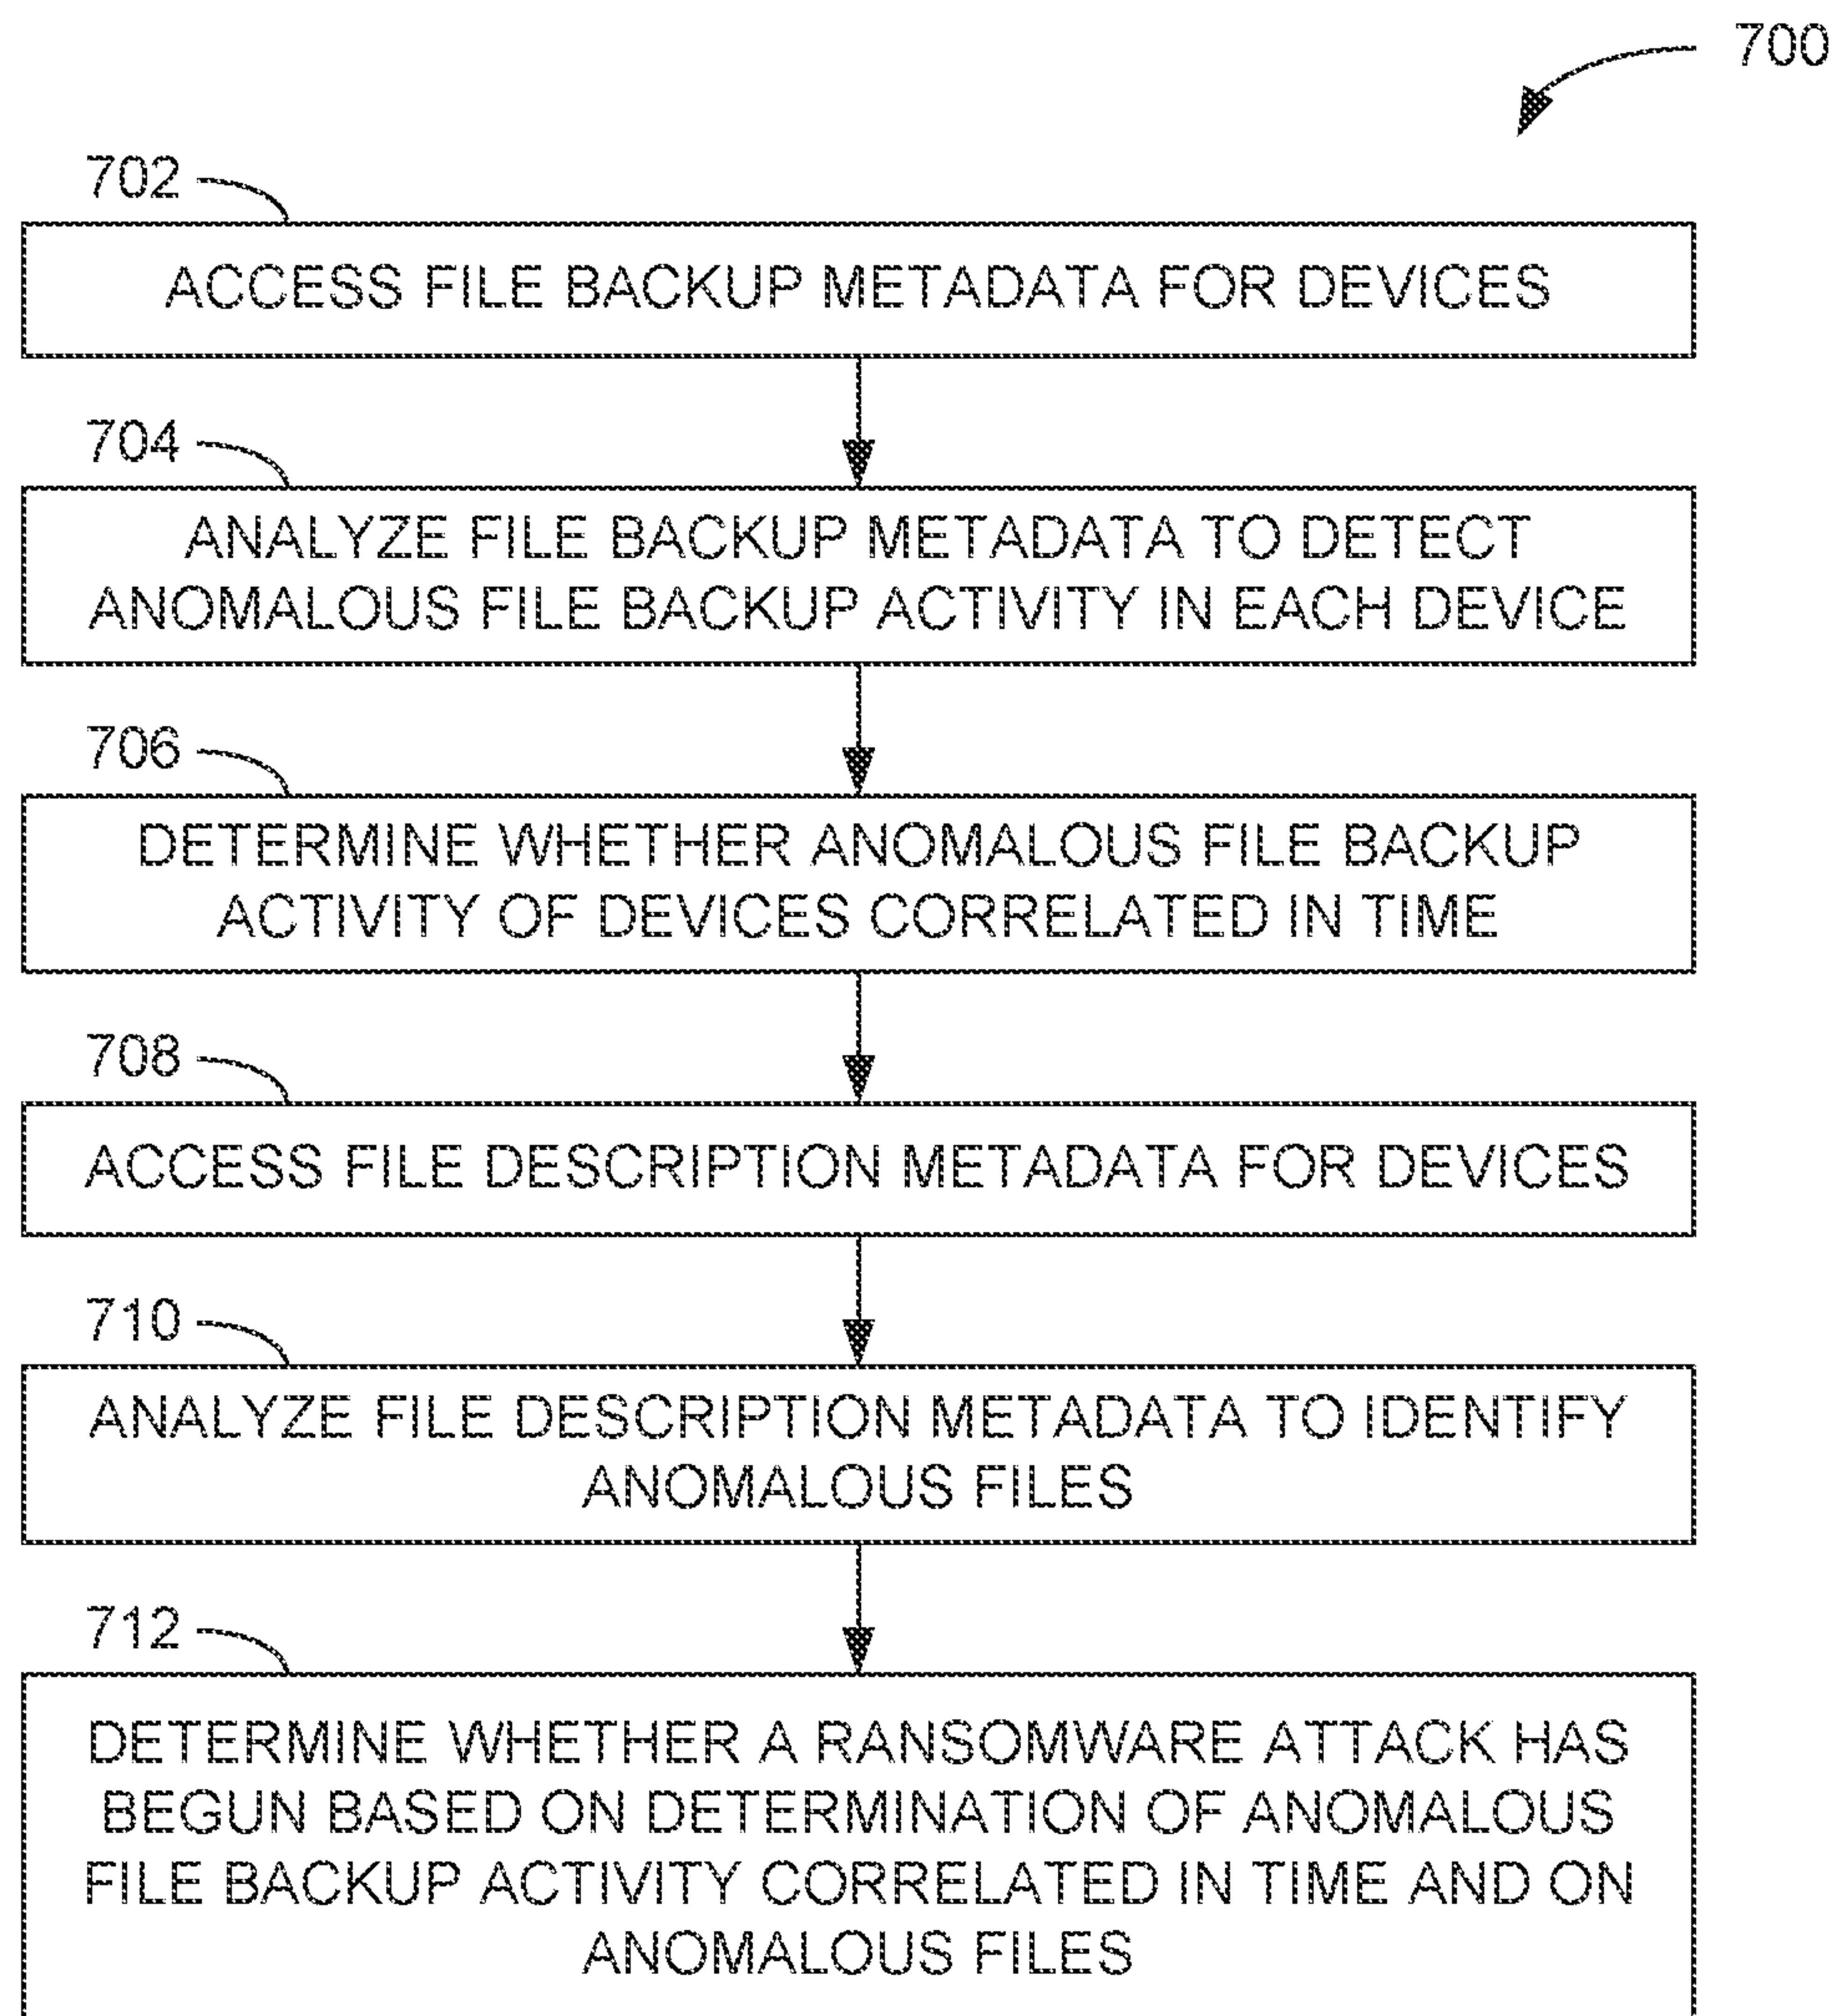 700
702
ACCESS FILE BACKUP METADATA FOR DEVICES
704
ANALYZE FILE BACKUP METADATA TO DETECT
ANOMALOUS FILE BACKUP ACTIVITY IN EACH DEVICE
706
DETERMINE WHETHER ANOMALOUS FILE BACKUP
ACTIVITY OF DEVICES CORRELATED IN TIME
708
ACCESS FILE DESCRIPTION METADATA FOR DEVICES
710
ANALYZE FILE DESCRIPTION METADATA TO IDENTIFY
ANOMALOUS FILES
712
DETERMINE WHETHER A RANSOMWARE ATTACK HAS
BEGUN BASED ON DETERMINATION OF ANOMALOUS
FILE BACKUP ACTIVITY CORRELATED IN TIME AND ON
ANOMALOUS FILES